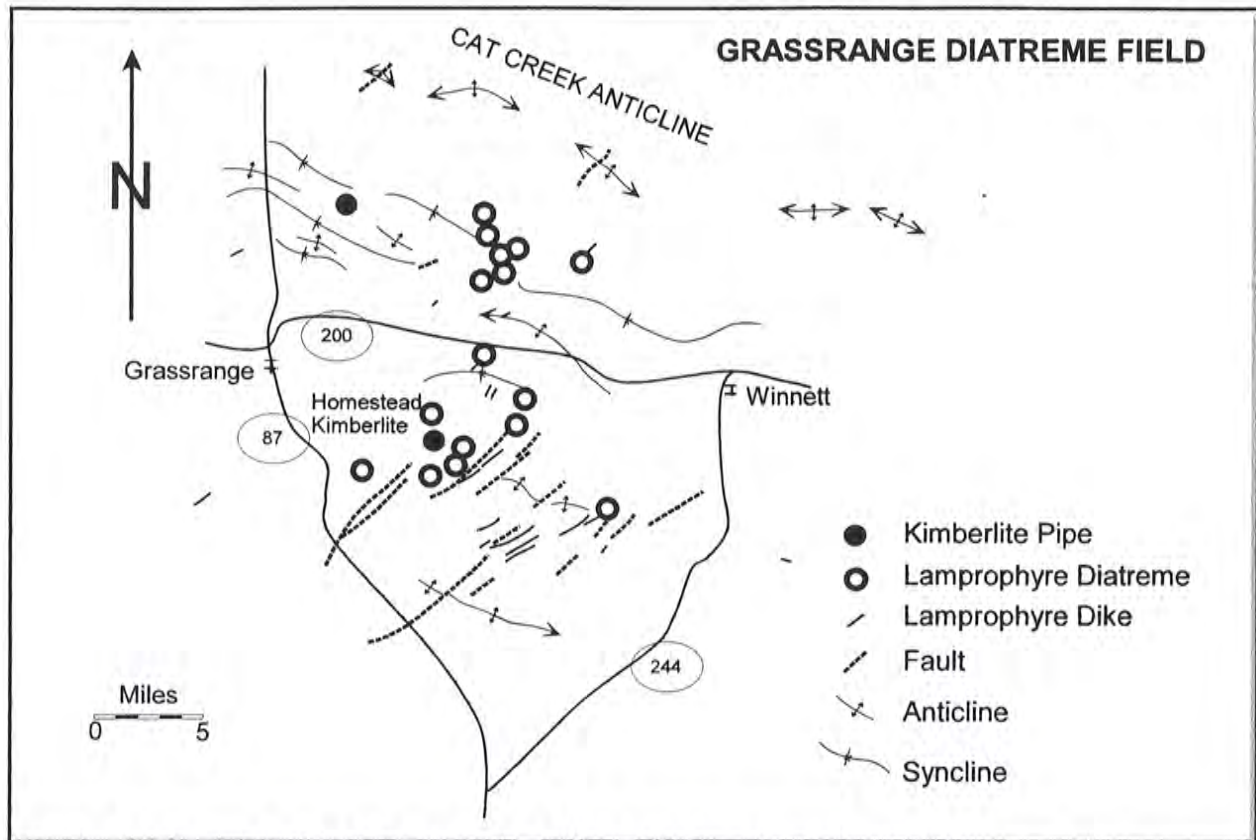 GRASSRANGE DIATREME FIELD
CAT CREEK ANTICLINE
N
200
Grassrange
Winnett
Homestead
Kimberlite
87
Kimberlite Pipe
Lamprophyre Diatreme
Lamprophyre Dike
Fault
244
Miles
Anticline
0 5
Syncline